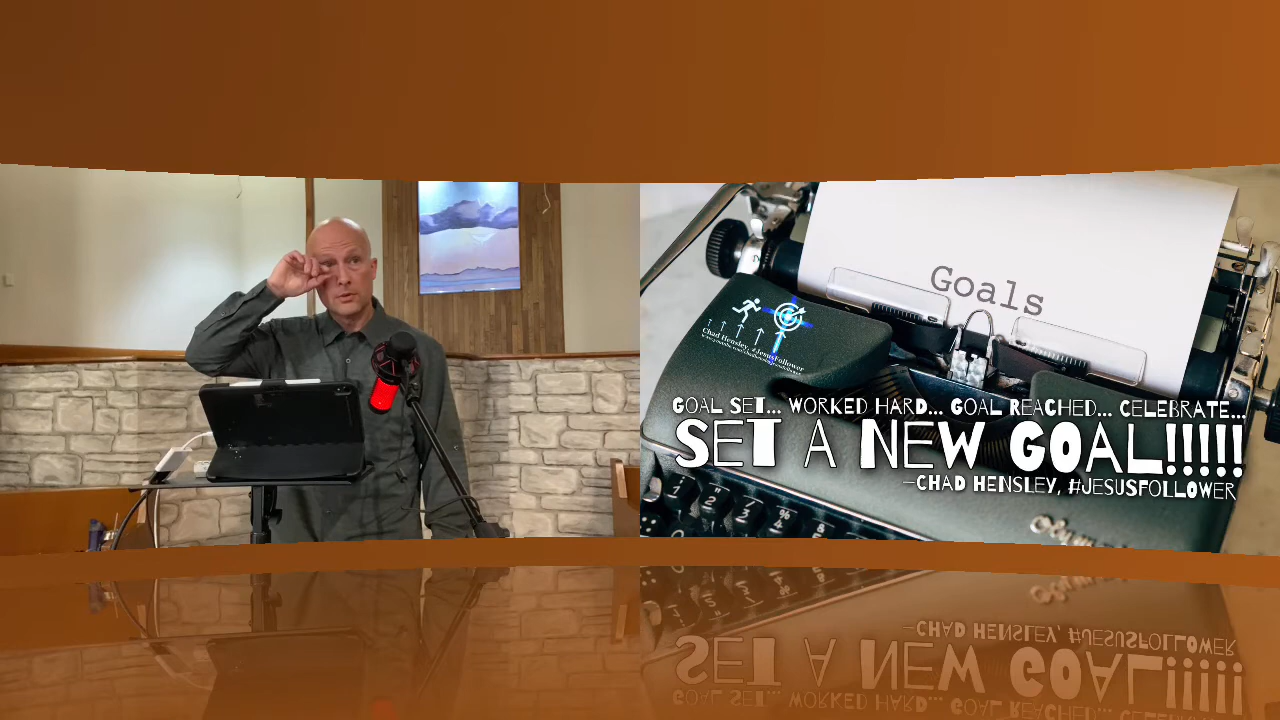 Goals
Chad Hensley, #JesusFollower
GOAL SET... WORKED HARD... GOAL REACHED... CELEBRATE...
SET A NEW GOAL!!!!!
—CHAD HENSLEY, #JESUSFOLLOWER